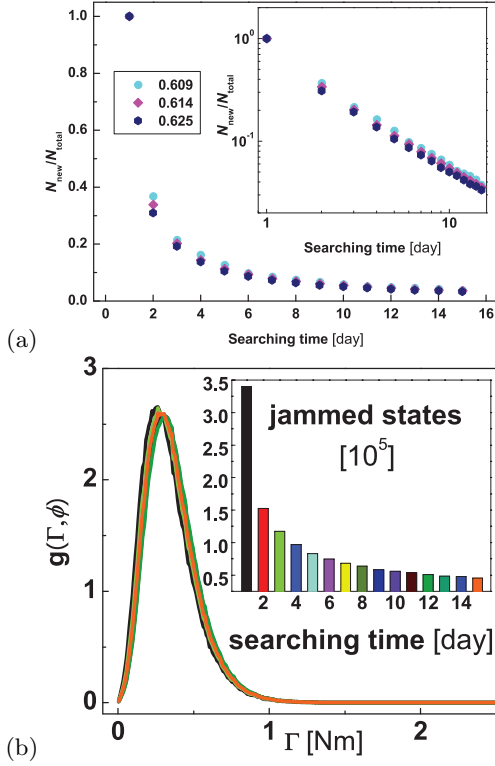 N_new/N_total
1.0
0.8
0.6
0.4
0.2
0.0
0.609
0.614
0.625
N_new/N_total
10^0
10^-1
1
10
Searching time [day]
0 2 4 6 8 10 12 14 16
Searching time [day]
(a)
g(Γ,ϕ)
3
2
1
0
3.5
3.0
2.5
2.0
1.5
1.0
0.5
jammed states
[10^5]
2 4 6 8 10 12 14
searching time [day]
0 1 2
Γ [Nm]
(b)